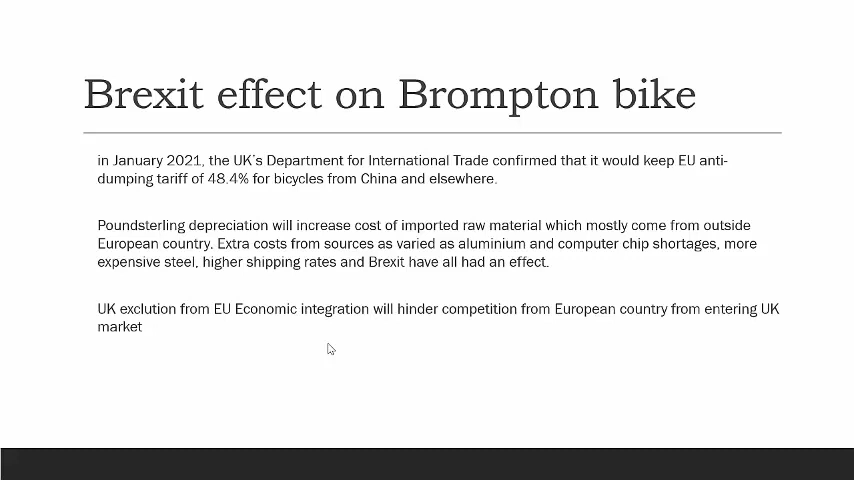 Brexit effect on Brompton bike
in January 2021, the UK's Department for International Trade confirmed that it would keep EU anti-
dumping tariff of 48.4% for bicycles from China and elsewhere.
Poundsterling depreciation will increase cost of imported raw material which mostly come from outside
European country. Extra costs from sources as varied as aluminium and computer chip shortages, more
expensive steel, higher shipping rates and Brexit have all had an effect.
UK exclution from EU Economic integration will hinder competition from European country from entering UK
market